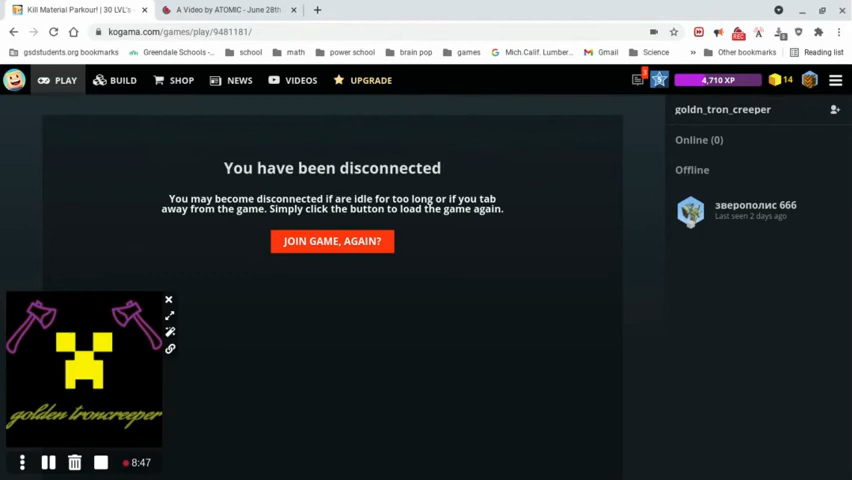 Kill Material Parkour! | 30 LVL's
A Video by ATOMIC - June 28th
kogama.com/games/play/9481181/
REC
gsdstudents.org bookmarks
Greendale Schools -...
school
math
power school
brain pop
games
Mich.Calif. Lumber...
Gmail
Science
»
Other bookmarks
Reading list
PLAY
BUILD
SHOP
NEWS
VIDEOS
UPGRADE
4,710 XP
14
goldn_tron_creeper
You have been disconnected
Online (0)
You may become disconnected if are idle for too long or if you tab
away from the game. Simply click the button to load the game again.
Offline
JOIN GAME, AGAIN?
зверополис 666
Last seen 2 days ago
golden troncreeper
8:47